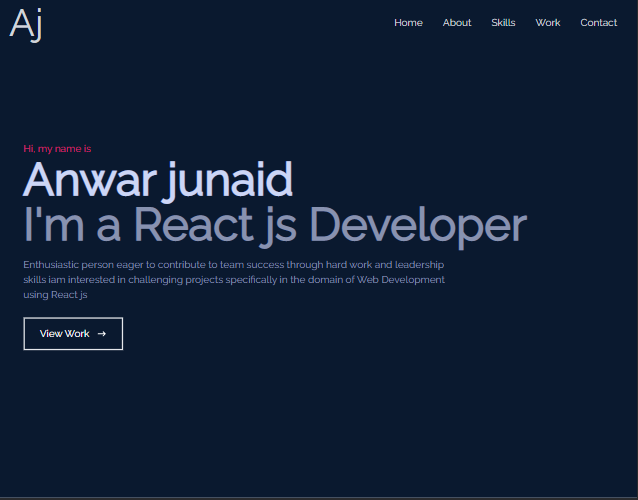 Aj
Home About Skills Work Contact
Hi, my name is
Anwar junaid
I'm a React js Developer
Enthusiastic person eager to contribute to team success through hard work and leadership
skills iam interested in challenging projects specifically in the domain of Web Development
using React js
View Work →